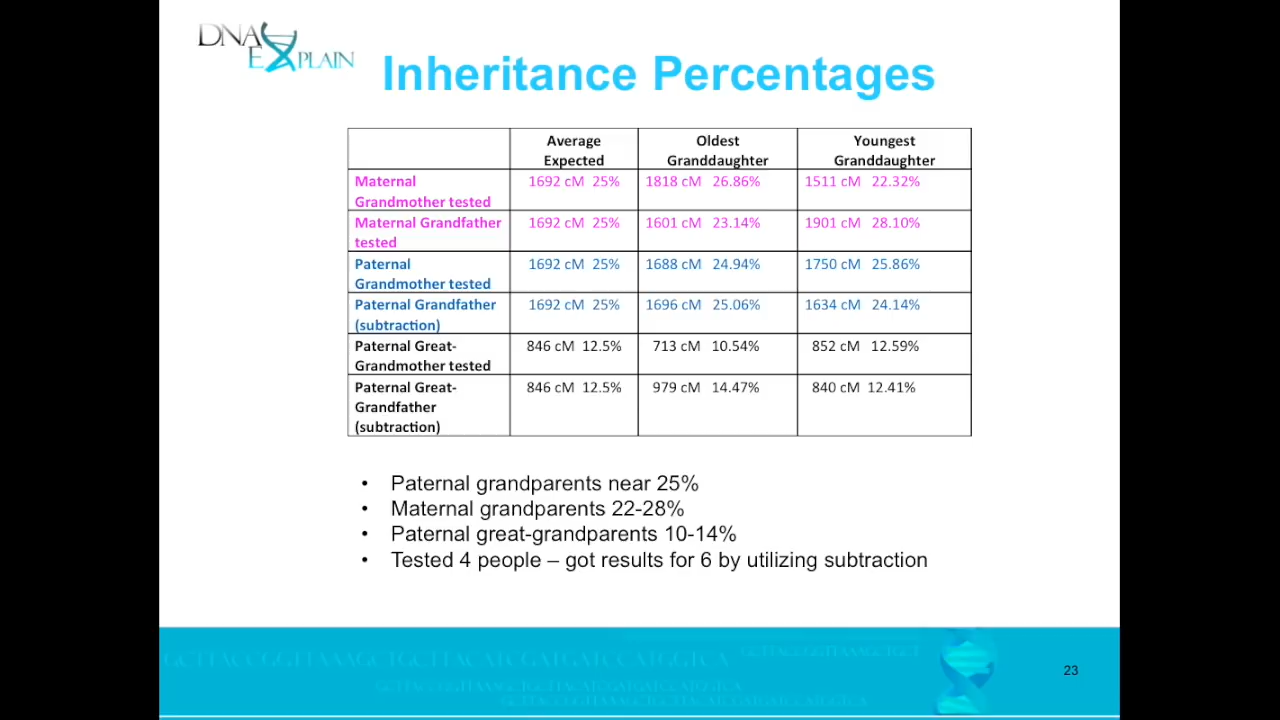 DNA
EXPLAIN
Inheritance Percentages
Average Expected
Oldest Granddaughter
Youngest Granddaughter
Maternal Grandmother tested
1692 cM 25%
1818 cM 26.86%
1511 cM 22.32%
Maternal Grandfather tested
1692 cM 25%
1601 cM 23.14%
1901 cM 28.10%
Paternal Grandmother tested
1692 cM 25%
1688 cM 24.94%
1750 cM 25.86%
Paternal Grandfather (subtraction)
1692 cM 25%
1696 cM 25.06%
1634 cM 24.14%
Paternal Great-Grandmother tested
846 cM 12.5%
713 cM 10.54%
852 cM 12.59%
Paternal Great-Grandfather (subtraction)
846 cM 12.5%
979 cM 14.47%
840 cM 12.41%
• Paternal grandparents near 25%
• Maternal grandparents 22-28%
• Paternal great-grandparents 10-14%
• Tested 4 people – got results for 6 by utilizing subtraction
23